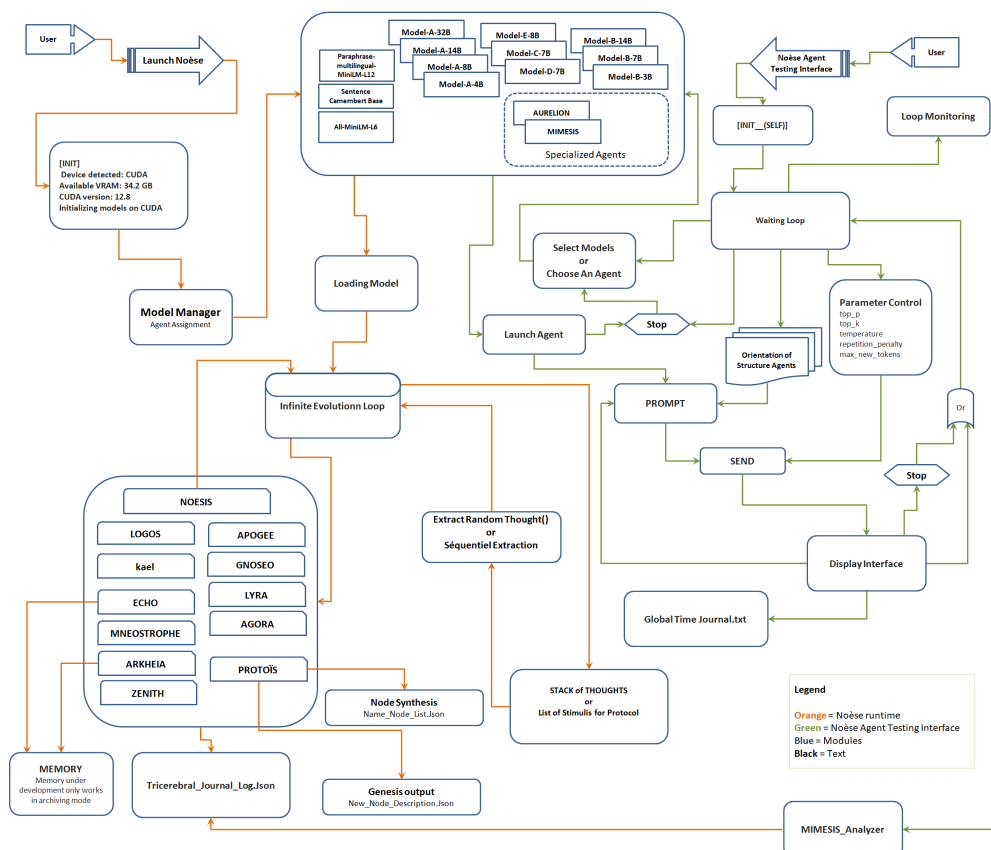 User
Launch Noèse
[INIT]
Device detected: CUDA
Available VRAM: 34.2 GB
CUDA version: 12.8
Initializing models on CUDA
Model Manager
Agent Assignment
Paraphrase-
multilingual-
MiniLM-L12
Sentence
Camembert Base
All-MiniLM-L6
Model-A-32B
Model-A-14B
Model-A-8B
Model-A-4B
Model-E-8B
Model-C-7B
Model-D-7B
Model-B-14B
Model-B-7B
Model-B-3B
AURELION
MIMESIS
Specialized Agents
Noèse Agent
Testing Interface
User
[INIT__(SELF)]
Loop Monitoring
Waiting Loop
Select Models
or
Choose An Agent
Loading Model
Launch Agent
Stop
Orientation of
Structure Agents
Parameter Control
top_p
top_k
temperature
repetition_penalty
max_new_tokens
Infinite Evolutionn Loop
PROMPT
Or
SEND
Stop
NOESIS
LOGOS
APOGEE
kael
GNOSEO
ECHO
LYRA
MNEOSTROPHE
AGORA
ARKHEIA
PROTOÏS
ZENITH
Extract Random Thought()
or
Séquentiel Extraction
Display Interface
Global Time Journal.txt
STACK of THOUGHTS
or
List of Stimulis for Protocol
Node Synthesis
Name_Node_List.Json
Legend
Orange = Noèse runtime
Green = Noèse Agent Testing Interface
Blue = Modules
Black = Text
MEMORY
Memory under
development only works
in archiving mode
Tricerebral_Journal_Log.Json
Genesis output
New_Node_Description.Json
MIMESIS_Analyzer